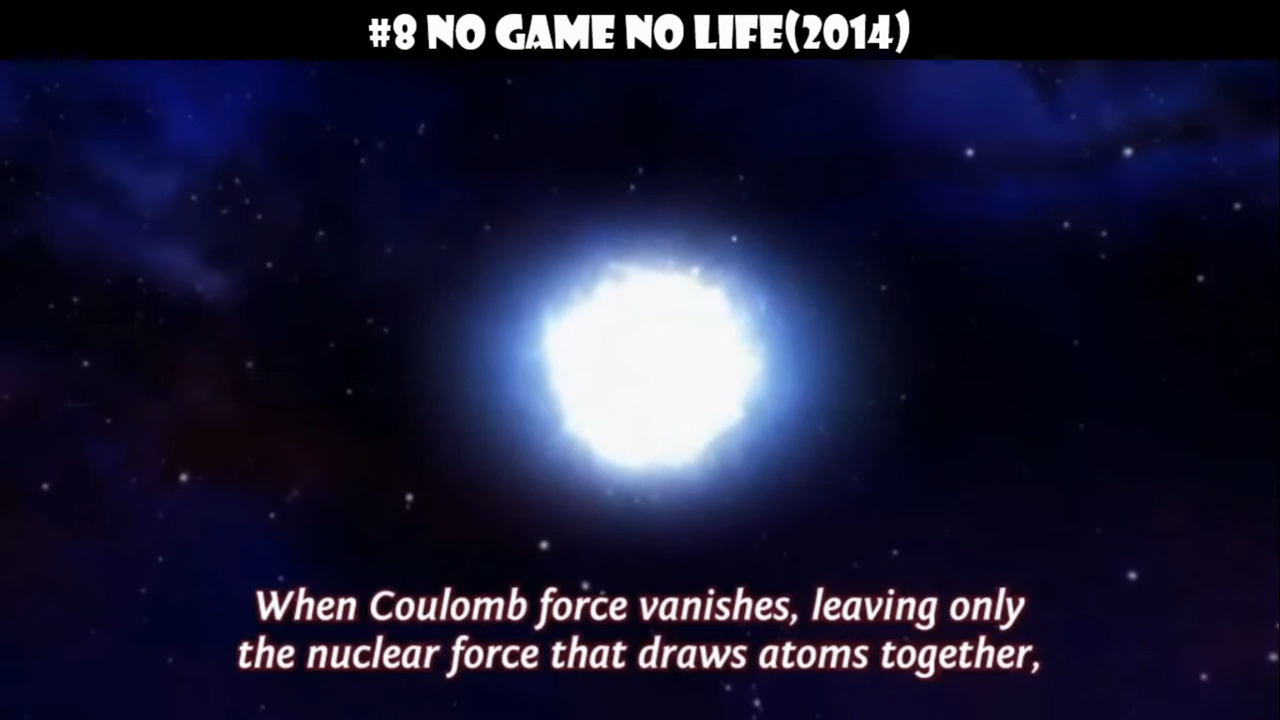 #8 NO GAME NO LIFE(2014)
When Coulomb force vanishes, leaving only
the nuclear force that draws atoms together,